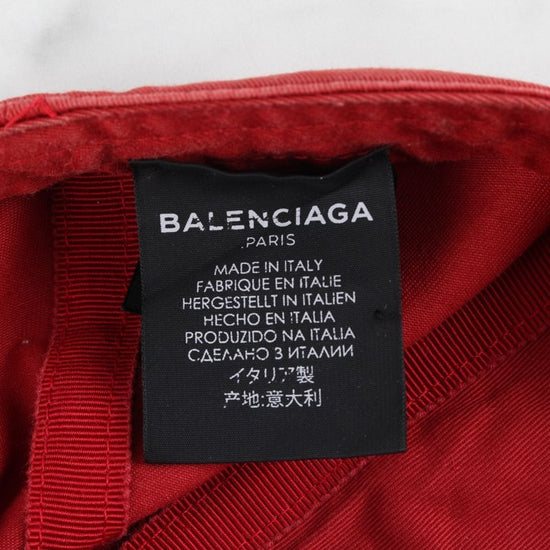 BALENCIAGA
PARIS
MADE IN ITALY
FABRIQUE EN ITALIE
HERGESTELLT IN ITALIEN
HECHO EN ITALIA
PRODUZIDO NA ITALIA
СДЕЛАНО З ИТАЛИИ
イタリア製
产地:意大利